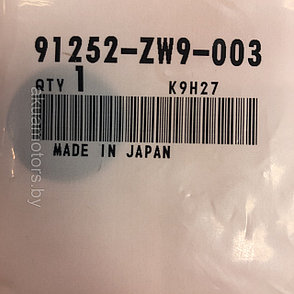 91252-ZW9-003
QTY 1 K9H27
MADE IN JAPAN
akuamotors.by